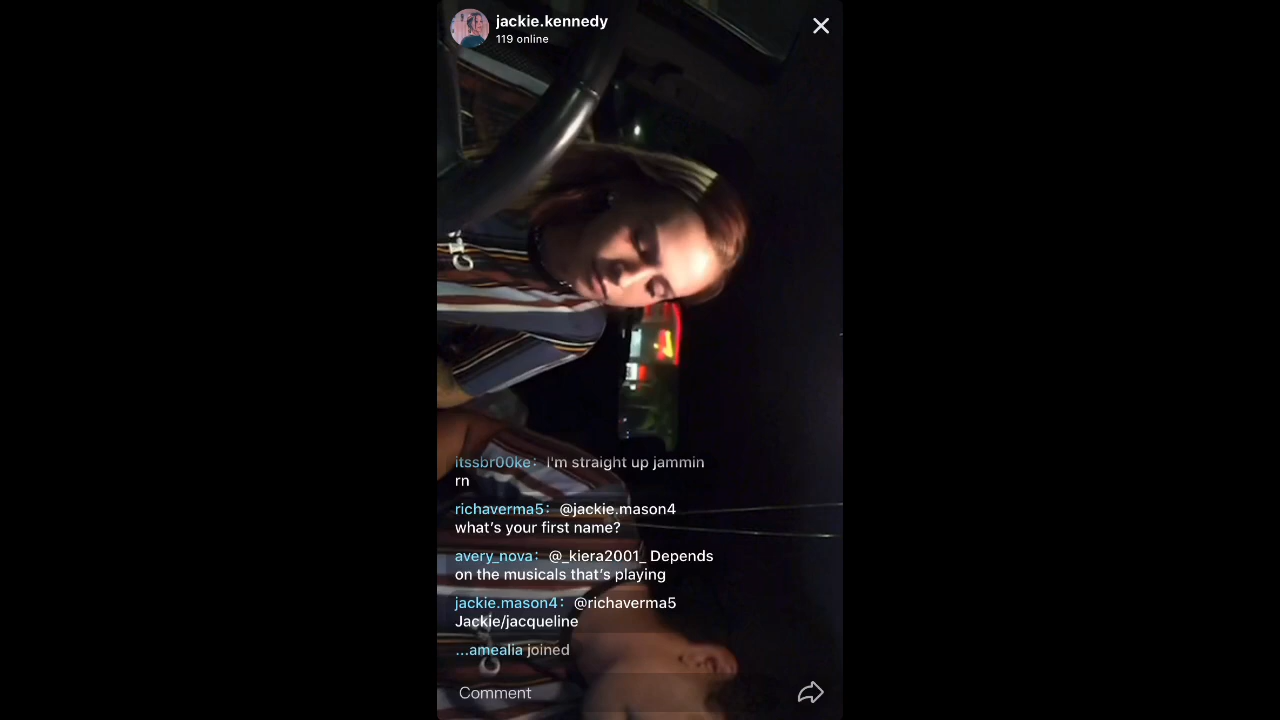 jackie.kennedy
119 online
itssbr00ke: I'm straight up jammin
rn
richaverma5: @jackie.mason4
what's your first name?
avery_nova: @_kiera2001_ Depends
on the musicals that's playing
jackie.mason4: @richaverma5
Jackie/jacqueline
...amealia joined
Comment